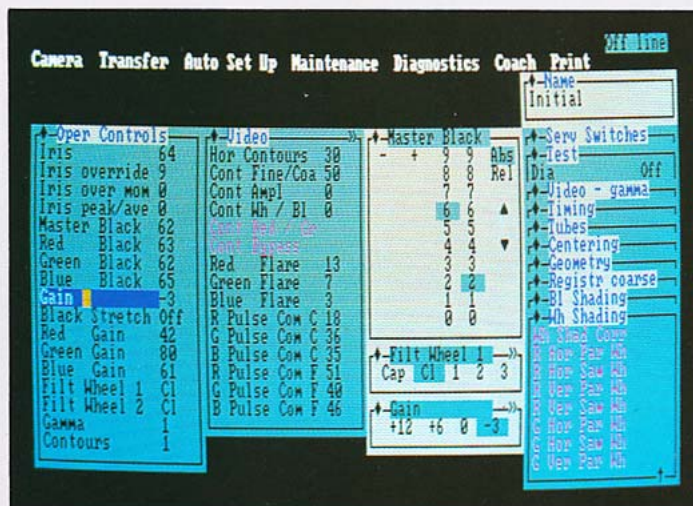 Off line
Camera Transfer Auto Set Up Maintenance Diagnostics Coach Print
Name
Initial
Oper Controls
Iris 64
Iris override 9
Iris over mom 0
Iris peak/ave 0
Master Black 62
Red Black 63
Green Black 62
Blue Black 65
Gain -3
Black Stretch Off
Red Gain 42
Green Gain 80
Blue Gain 61
Filt Wheel 1 Cl
Filt Wheel 2 Cl
Gamma 1
Contours 1
Video
Hor Contours 30
Cont Fine/Coa 50
Cont Ampl 0
Cont Wh / Bl 0
Cont Red - Gr
Cont Bypass
Red Flare 13
Green Flare 7
Blue Flare 3
R Pulse Com C 18
G Pulse Com C 36
B Pulse Com C 35
R Pulse Com F 51
G Pulse Com F 40
B Pulse Com F 46
Master Black
- + 9 9 Abs
8 8 Rel
7 7
6 6 ▲
5 5
4 4 ▼
3 3
2 2
1 1
0 0
Filt Wheel 1
Cap Cl 1 2 3
Gain
+12 +6 0 -3
Serv Switches
Test
Dia Off
Video - gamma
Timing
Tubes
Centering
Geometry
Registr coarse
Bl Shading
Wh Shading
Wh Shad Corr
R Hor Par Wh
R Hor Saw Wh
R Ver Par Wh
R Ver Saw Wh
G Hor Par Wh
G Hor Saw Wh
G Ver Par Wh